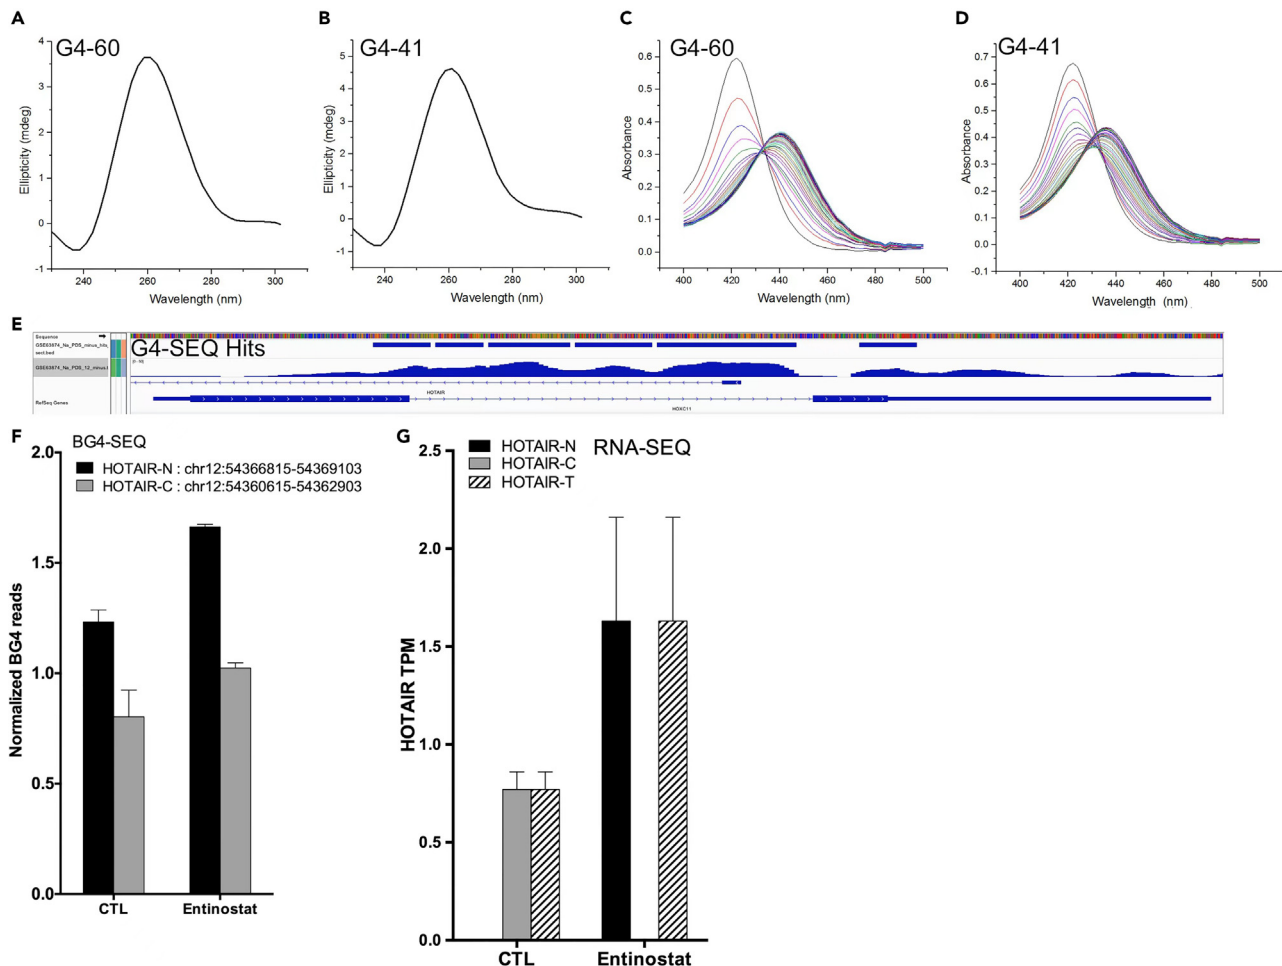 A
G4-60
4
3
2
1
0
-1
Ellipticity (mdeg)
240
260
280
300
Wavelength (nm)
B
G4-41
5
4
3
2
1
0
-1
Ellipticity (mdeg)
240
260
280
300
Wavelength (nm)
C
G4-60
0.6
0.5
0.4
0.3
0.2
0.1
0.0
Absorbance
400
420
440
460
480
500
Wavelength (nm)
D
G4-41
0.7
0.6
0.5
0.4
0.3
0.2
0.1
0.0
-0.1
Absorbance
400
420
440
460
480
500
Wavelength (nm)
E
Sequence
G4-SEQ Hits
HOTAIR
RefSeq Genes
HOXC11
F
BG4-SEQ
HOTAIR-N : chr12:54366815-54369103
HOTAIR-C : chr12:54360615-54362903
2.0
1.5
1.0
0.5
0.0
Normalized BG4 reads
CTL
Entinostat
G
HOTAIR-N
HOTAIR-C
HOTAIR-T
RNA-SEQ
2.5
2.0
1.5
1.0
0.5
0.0
HOTAIR TPM
CTL
Entinostat